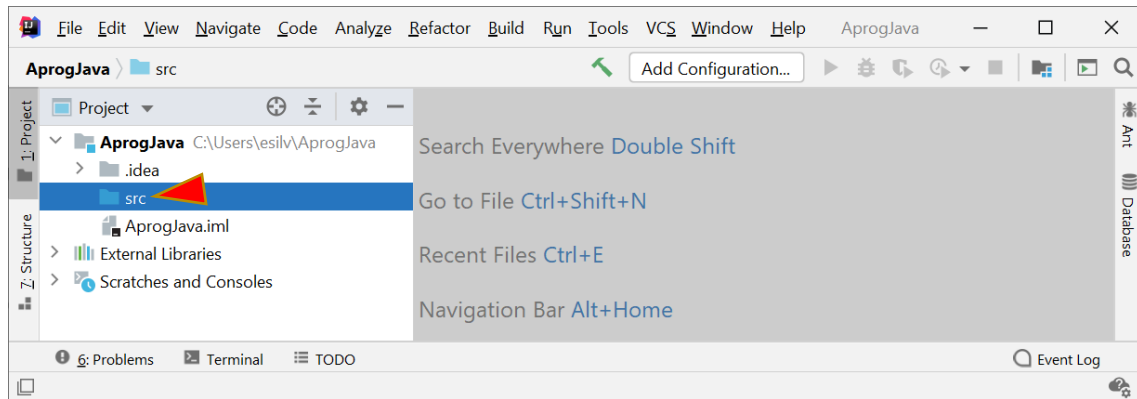 File Edit View Navigate Code Analyze Refactor Build Run Tools VCS Window Help AprogJava
AprogJava src Add Configuration...
1: Project
Project
AprogJava C:\Users\esilv\AprogJava
.idea
src
AprogJava.iml
External Libraries
Scratches and Consoles
Z: Structure
Search Everywhere Double Shift
Go to File Ctrl+Shift+N
Recent Files Ctrl+E
Navigation Bar Alt+Home
Ant
Database
6: Problems Terminal TODO Event Log